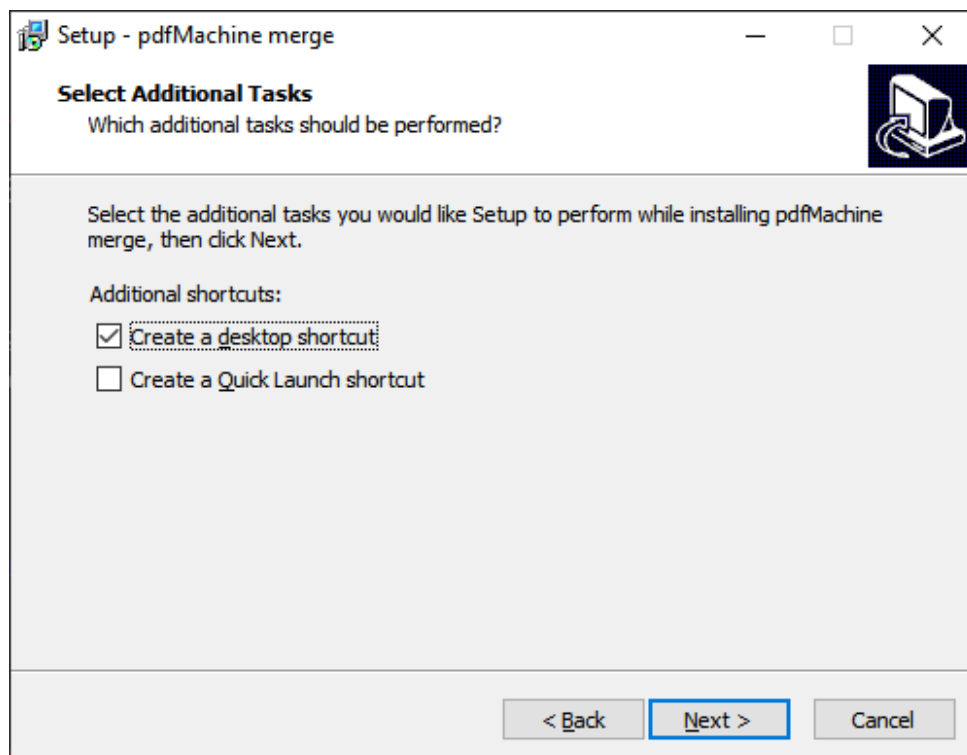 Setup - pdfMachine merge
Select Additional Tasks
Which additional tasks should be performed?
Select the additional tasks you would like Setup to perform while installing pdfMachine
merge, then click Next.
Additional shortcuts:
Create a desktop shortcut
Create a Quick Launch shortcut
< Back
Next >
Cancel